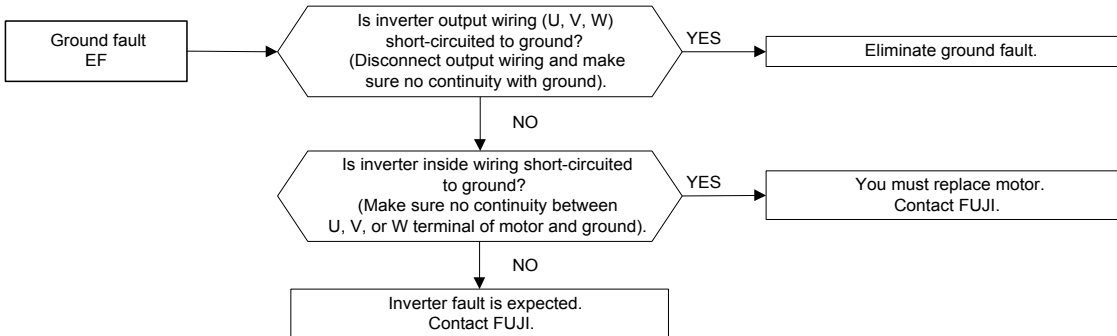 Ground fault
EF
Is inverter output wiring (U, V, W)
short-circuited to ground?
(Disconnect output wiring and make
sure no continuity with ground).
YES
Eliminate ground fault.
NO
Is inverter inside wiring short-circuited
to ground?
(Make sure no continuity between
U, V, or W terminal of motor and ground).
YES
You must replace motor.
Contact FUJI.
NO
Inverter fault is expected.
Contact FUJI.